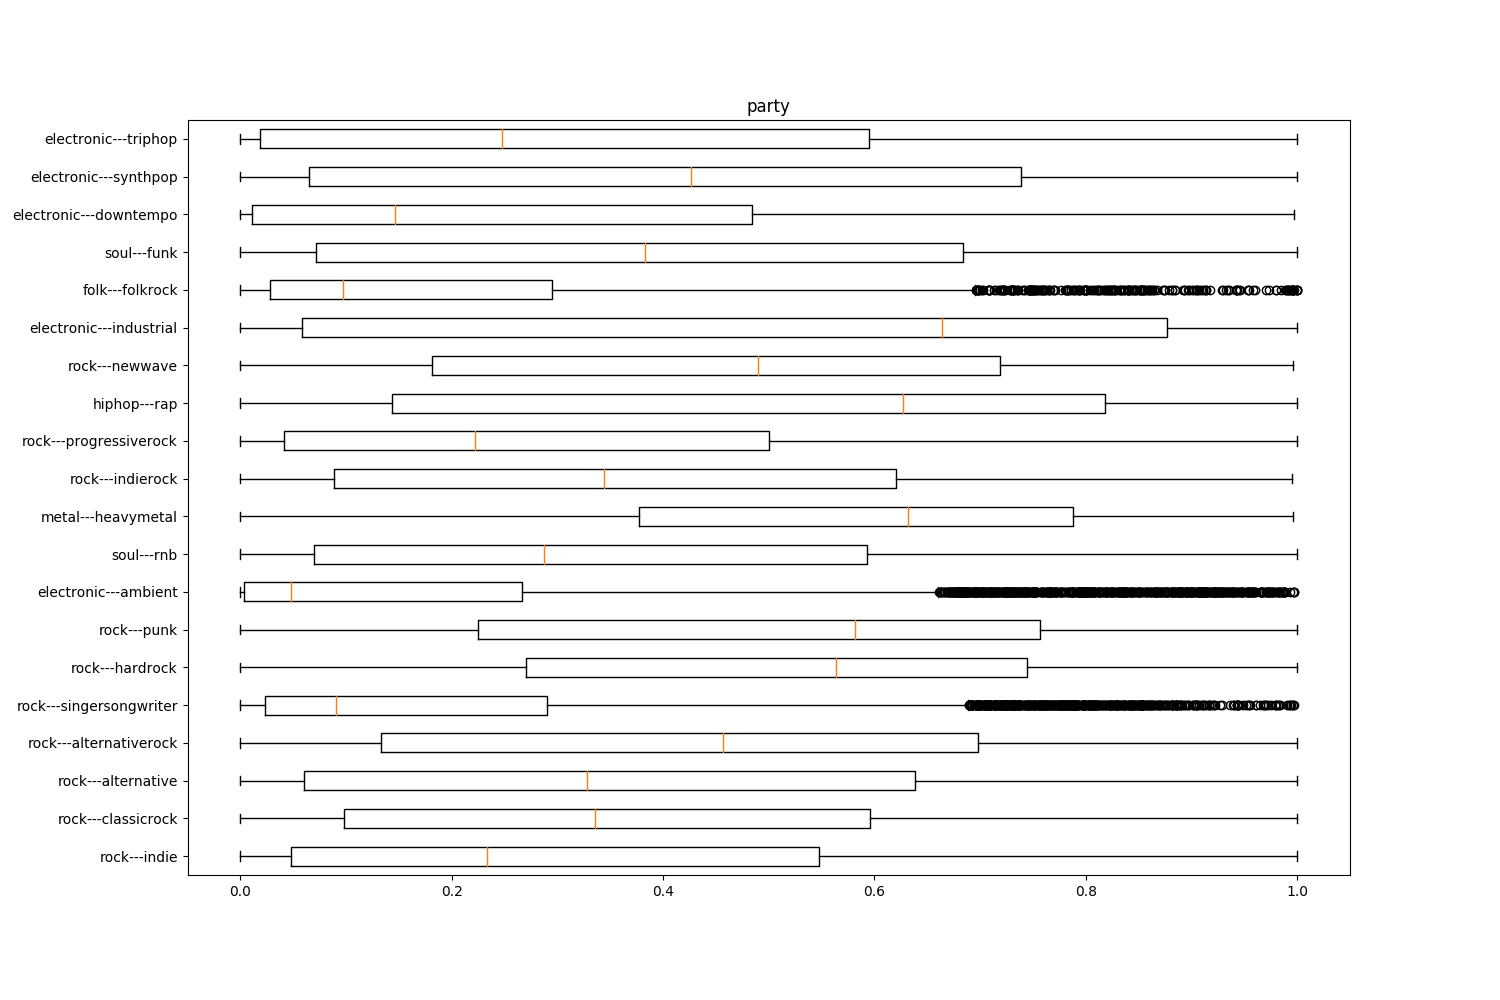 party
electronic---triphop
electronic---synthpop
electronic---downtempo
soul---funk
folk---folkrock
electronic---industrial
rock---newwave
hiphop---rap
rock---progressiverock
rock---indierock
metal---heavymetal
soul---rnb
electronic---ambient
rock---punk
rock---hardrock
rock---singersongwriter
rock---alternativerock
rock---alternative
rock---classicrock
rock---indie
0.0 0.2 0.4 0.6 0.8 1.0